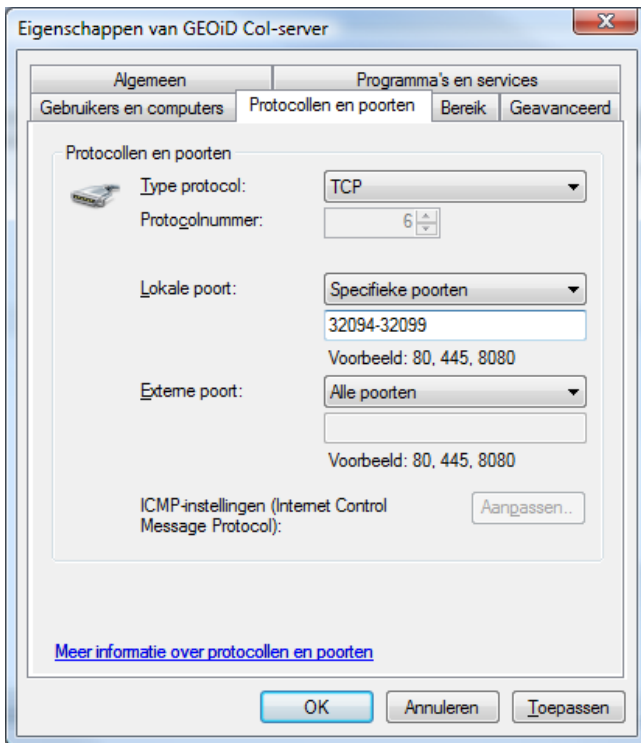 Eigenschappen van GEOiD Col-server
Algemeen
Programma's en services
Gebruikers en computers
Protocollen en poorten
Bereik
Geavanceerd
Protocollen en poorten
Type protocol:
TCP
Protocolnummer:
6
Lokale poort:
Specifieke poorten
32094-32099
Voorbeeld: 80, 445, 8080
Externe poort:
Alle poorten
Voorbeeld: 80, 445, 8080
ICMP-instellingen (Internet Control
Message Protocol):
Aanpassen..
Meer informatie over protocollen en poorten
OK
Annuleren
Toepassen